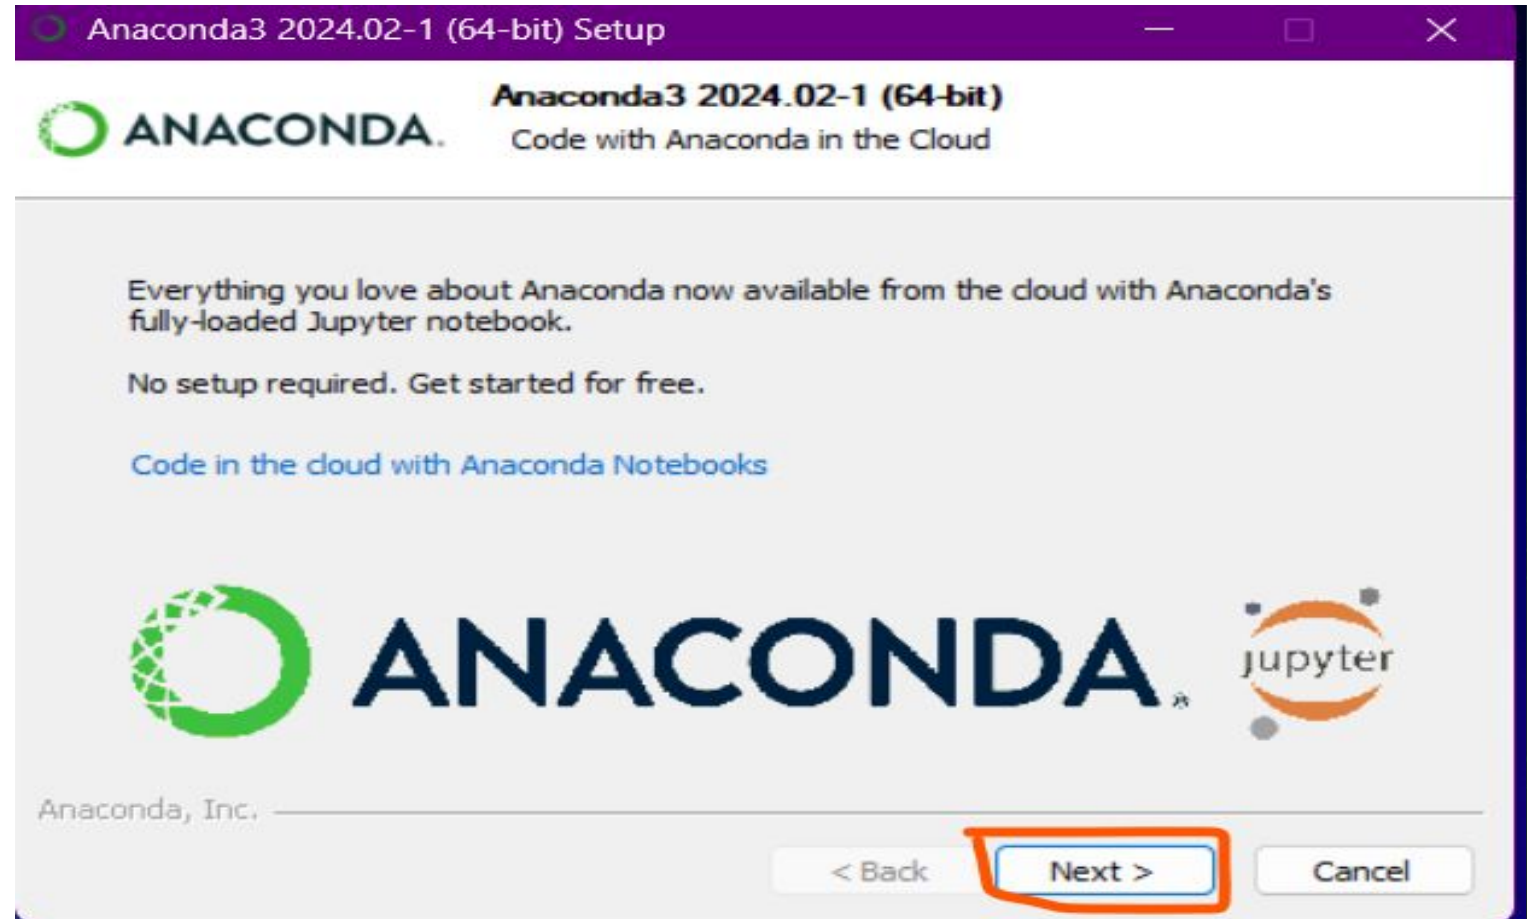 Anaconda3 2024.02-1 (64-bit) Setup
ANACONDA.
Anaconda3 2024.02-1 (64-bit)
Code with Anaconda in the Cloud
Everything you love about Anaconda now available from the cloud with Anaconda's
fully-loaded Jupyter notebook.
No setup required. Get started for free.
Code in the cloud with Anaconda Notebooks
ANACONDA.®
jupyter
Anaconda, Inc.
< Back
Next >
Cancel